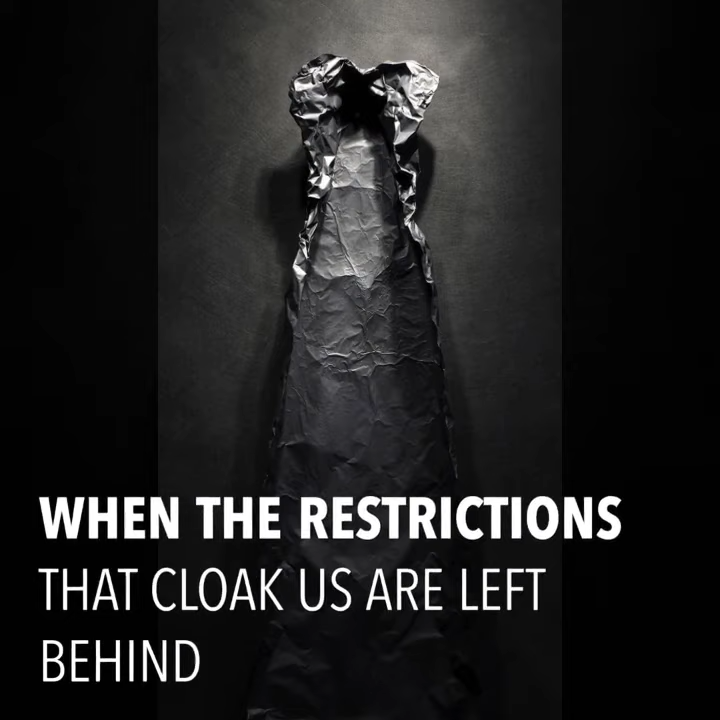 WHEN THE RESTRICTIONS
THAT CLOAK US ARE LEFT
BEHIND